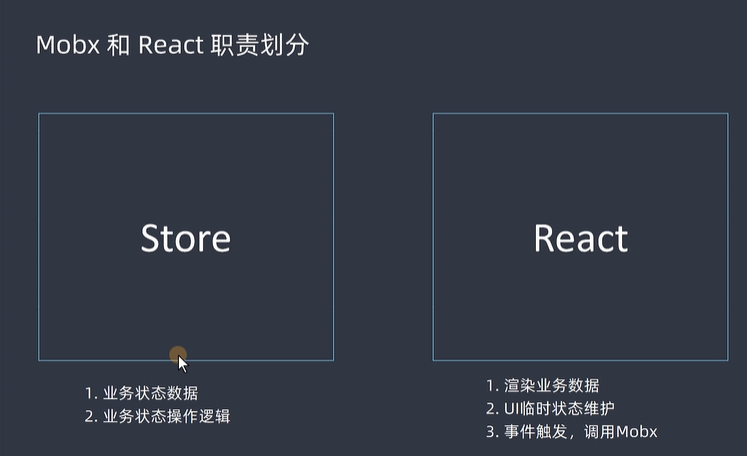 Mobx 和 React 职责划分
Store
1. 业务状态数据
2. 业务状态操作逻辑
React
1. 渲染业务数据
2. UI临时状态维护
3. 事件触发，调用Mobx